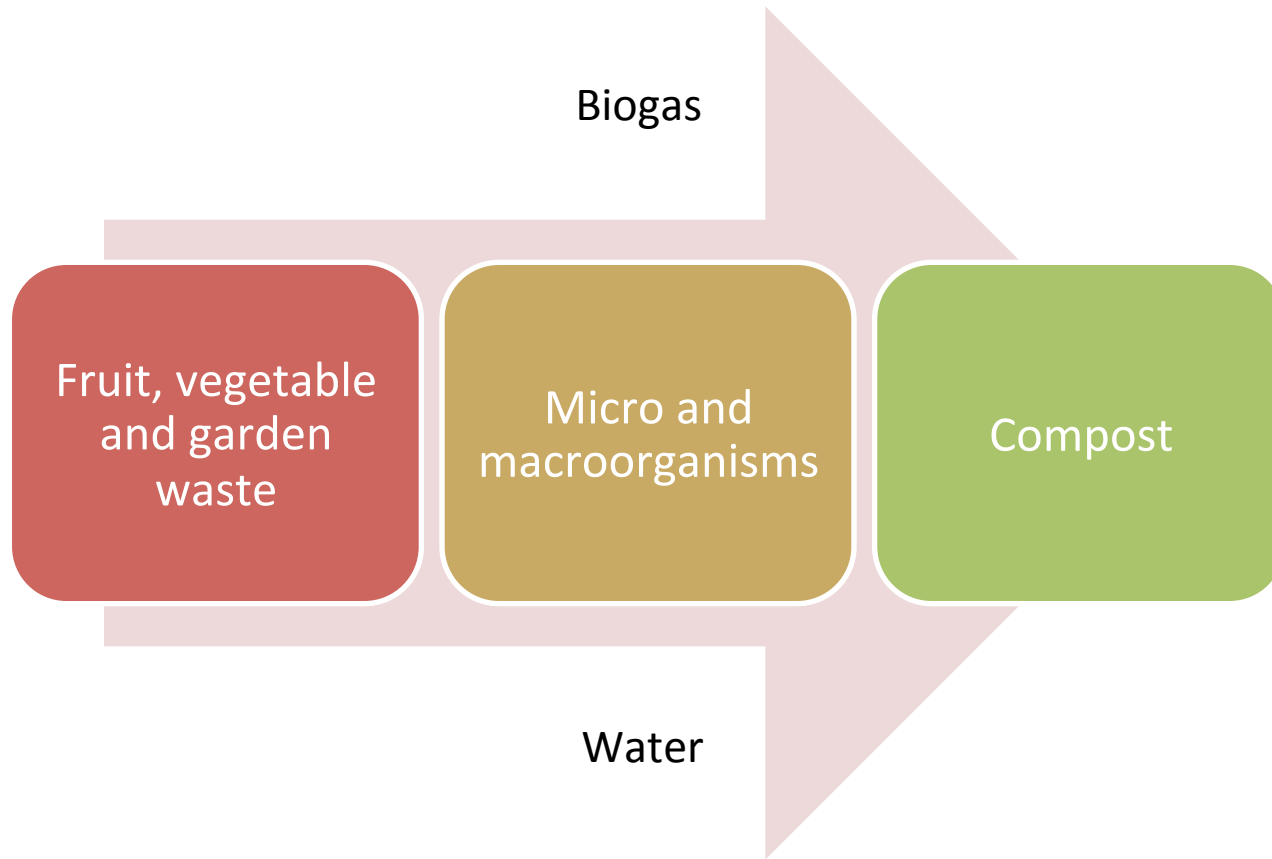 Biogas
Fruit, vegetable
and garden
waste
Micro and
macroorganisms
Compost
Water